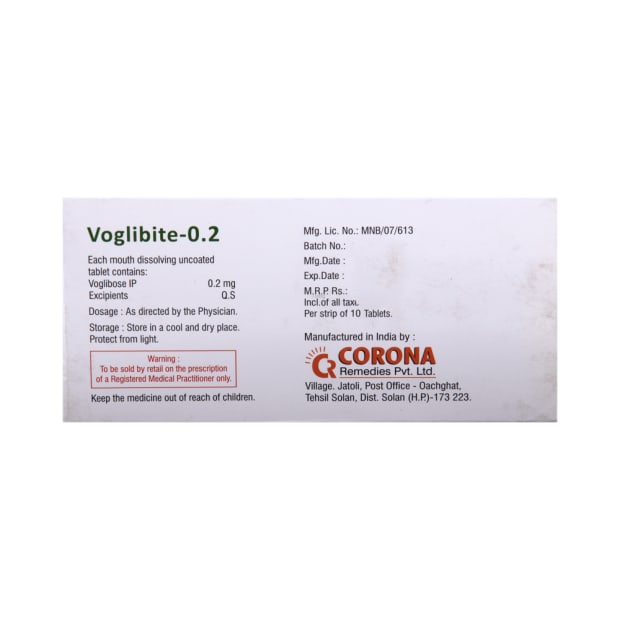 Voglibite-0.2
Each mouth dissolving uncoated
tablet contains:
Voglibose IP 0.2 mg
Excipients Q.S
Dosage : As directed by the Physician.
Storage : Store in a cool and dry place.
Protect from light.
Warning :
To be sold by retail on the prescription
of a Registered Medical Practitioner only.
Keep the medicine out of reach of children.
Mfg. Lic. No.: MNB/07/613
Batch No.:
Mfg.Date :
Exp.Date :
M.R.P. Rs.:
Incl.of all tax.
Per strip of 10 Tablets.
Manufactured in India by :
CR CORONA
Remedies Pvt. Ltd.
Village. Jatoli, Post Office - Oachghat,
Tehsil Solan, Dist. Solan (H.P.)-173 223.